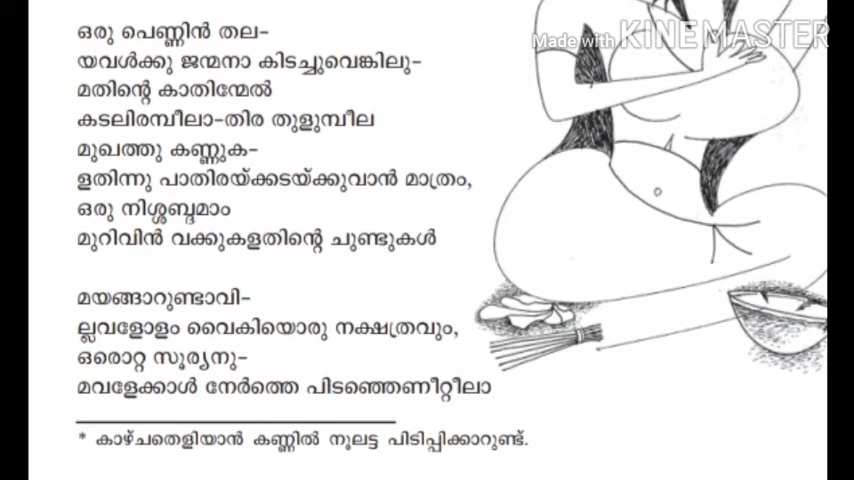 ഒരു പെണ്ണിൻ തല-
യവൾക്കു ജന്മനാ കിടച്ചുവെങ്കിലു-
മതിന്റെ കാതിന്മേൽ
കടലിരമ്പീലാ-തിര തുളുമ്പീല
മുഖത്തു കണ്ണുക-
ളതിന്നു പാതിരയ്ക്കടയ്ക്കുവാൻ മാത്രം,
ഒരു നിശ്ശബ്ദമാം
മുറിവിൻ വക്കുകളതിന്റെ ചുണ്ടുകൾ
മയങ്ങാറുണ്ടാവി-
ല്ലവളോളം വൈകിയൊരു നക്ഷത്രവും,
ഒരൊറ്റ സൂര്യനു-
മവളേക്കാൾ നേർത്തെ പിടഞ്ഞെണീറ്റീലാ
* കാഴ്ചതെളിയാൻ കണ്ണിൽ നൂലട്ട പിടിപ്പിക്കാറുണ്ട്.
Made with KINEMASTER